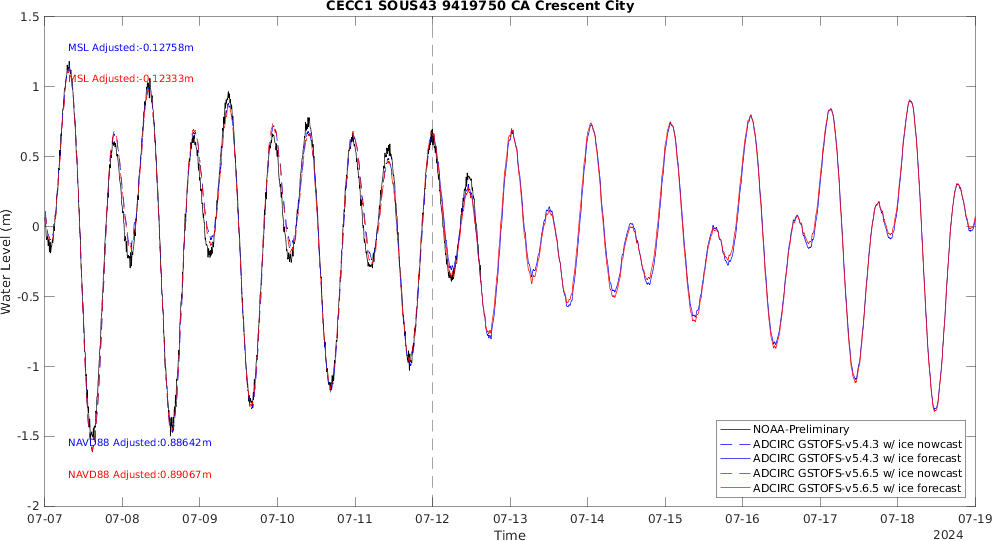 CECC1 SOUS43 9419750 CA Crescent City
MSL Adjusted:-0.12758m
MSL Adjusted:-0.12333m
NAVD88 Adjusted:0.88642m
NAVD88 Adjusted:0.89067m
Water Level (m)
1.5
1
0.5
0
-0.5
-1
-1.5
-2
NOAA-Preliminary
ADCIRC GSTOFS-v5.4.3 w/ ice nowcast
ADCIRC GSTOFS-v5.4.3 w/ ice forecast
ADCIRC GSTOFS-v5.6.5 w/ ice nowcast
ADCIRC GSTOFS-v5.6.5 w/ ice forecast
07-07 07-08 07-09 07-10 07-11 07-12 07-13 07-14 07-15 07-16 07-17 07-18 07-19
Time
2024